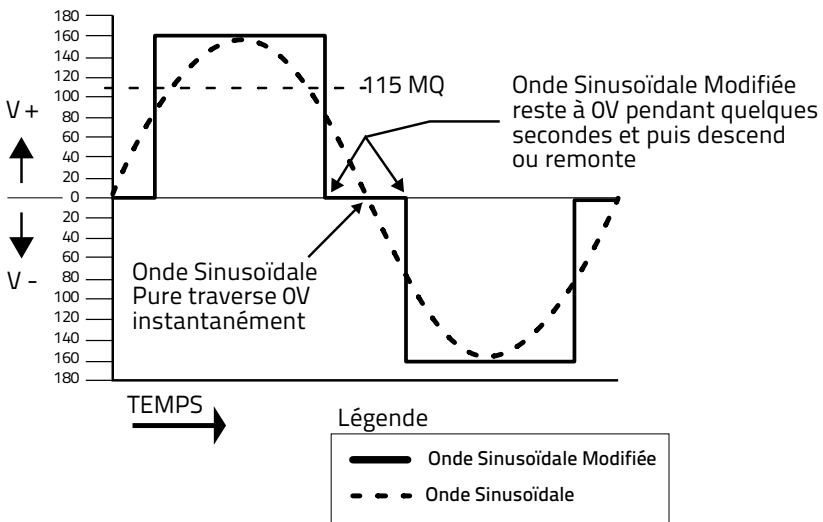 180
160
140
120
100
80
60
40
20
0
20
40
60
80
100
120
140
160
180
V +
V -
115 MQ
Onde Sinusoïdale Modifiée
reste à 0V pendant quelques
secondes et puis descend
ou remonte
Onde Sinusoïdale
Pure traverse 0V
instantanément
TEMPS
Légende
Onde Sinusoïdale Modifiée
Onde Sinusoïdale